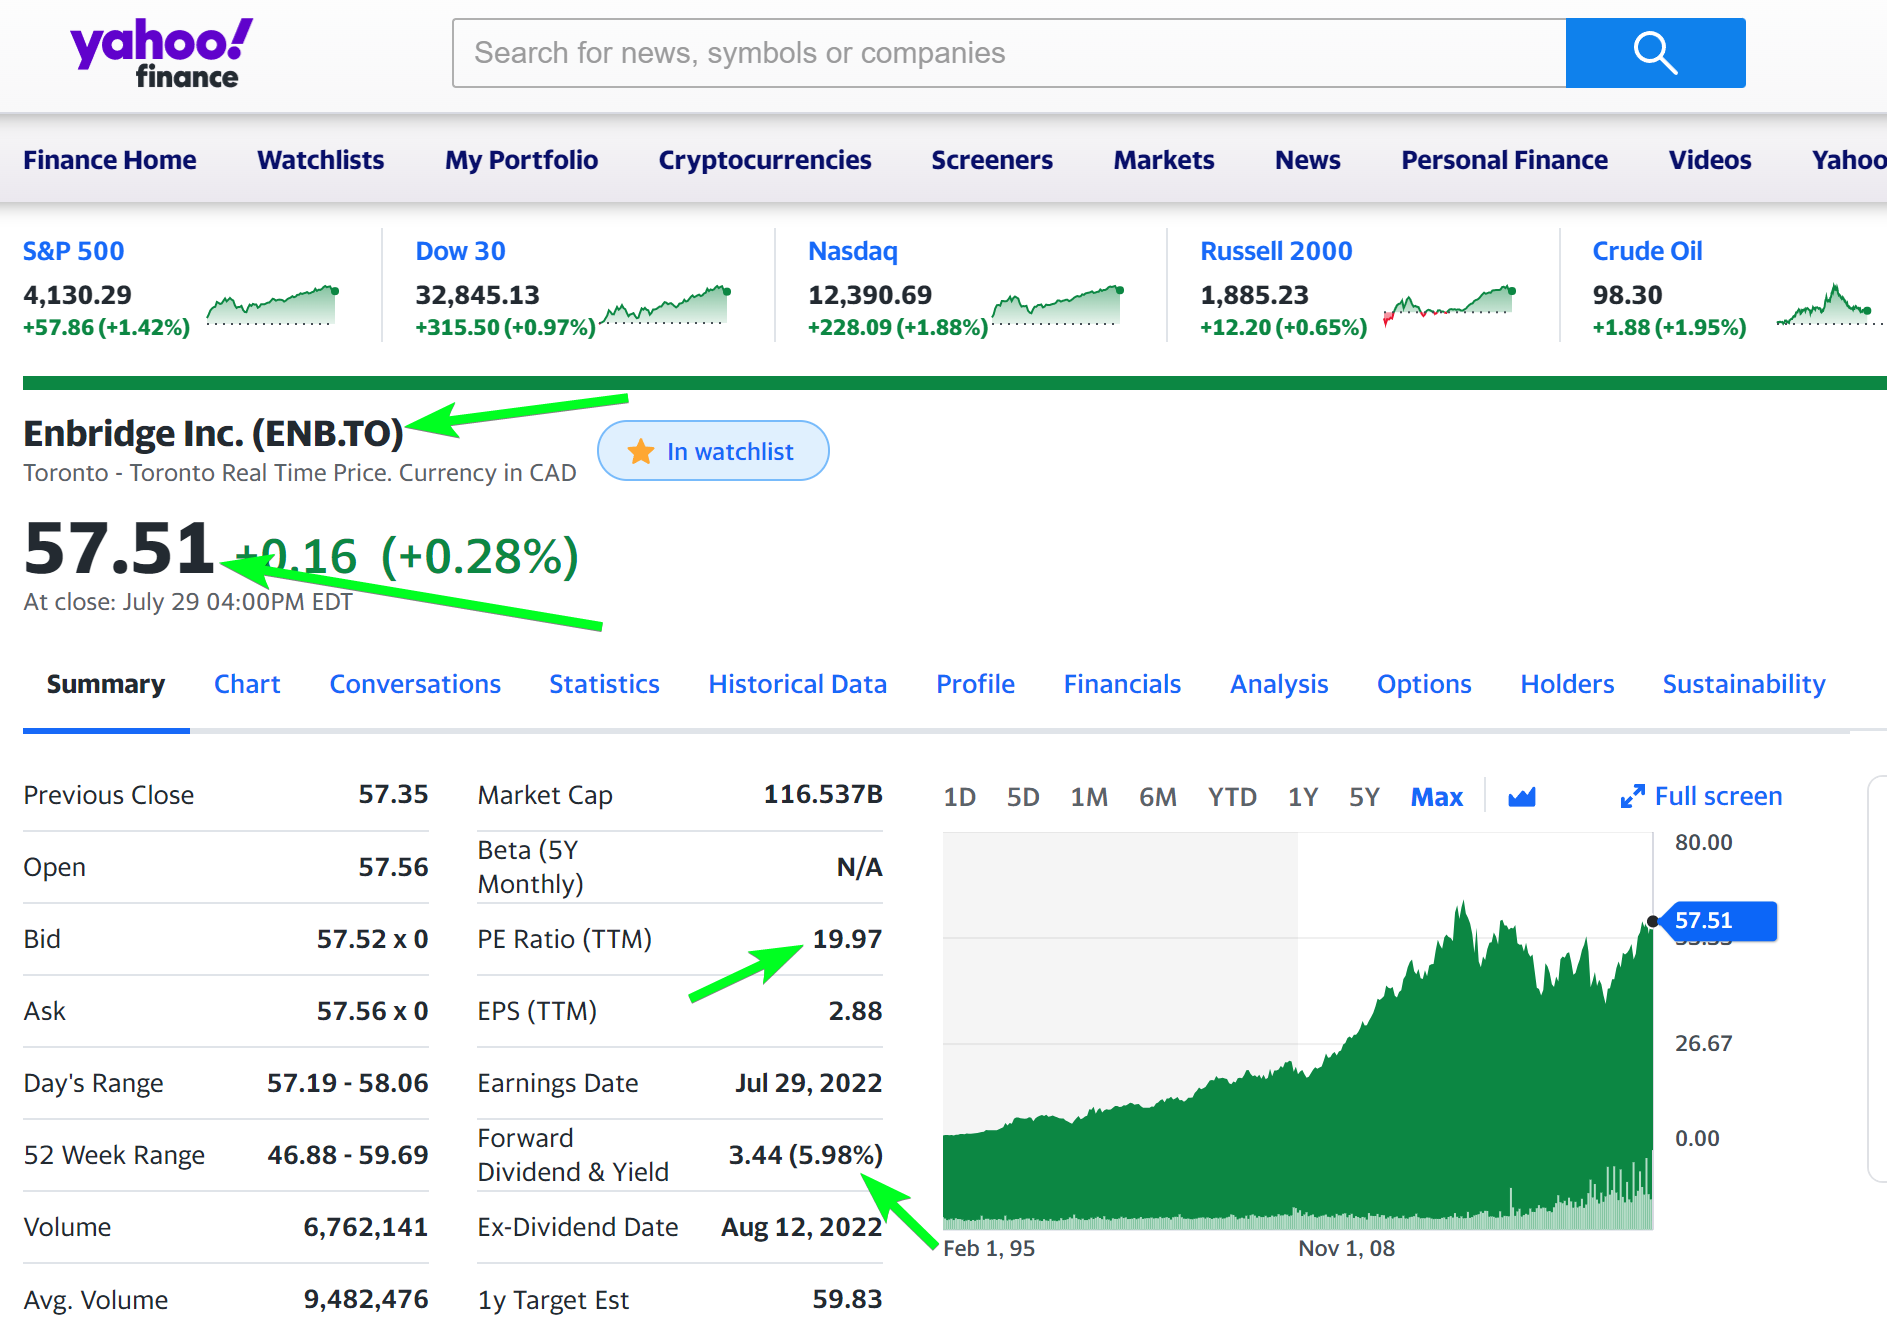 yahoo!
finance
Search for news, symbols or companies
Finance Home Watchlists My Portfolio Cryptocurrencies Screeners Markets News Personal Finance Videos Yahoo
S&P 500
4,130.29
+57.86 (+1.42%)
Dow 30
32,845.13
+315.50 (+0.97%)
Nasdaq
12,390.69
+228.09 (+1.88%)
Russell 2000
1,885.23
+12.20 (+0.65%)
Crude Oil
98.30
+1.88 (+1.95%)
Enbridge Inc. (ENB.TO)
Toronto - Toronto Real Time Price. Currency in CAD
In watchlist
57.51 +0.16 (+0.28%)
At close: July 29 04:00PM EDT
Summary Chart Conversations Statistics Historical Data Profile Financials Analysis Options Holders Sustainability
Previous Close 57.35
Open 57.56
Bid 57.52 x 0
Ask 57.56 x 0
Day's Range 57.19 - 58.06
52 Week Range 46.88 - 59.69
Volume 6,762,141
Avg. Volume 9,482,476
Market Cap 116.537B
Beta (5Y
Monthly) N/A
PE Ratio (TTM) 19.97
EPS (TTM) 2.88
Earnings Date Jul 29, 2022
Forward
Dividend & Yield 3.44 (5.98%)
Ex-Dividend Date Aug 12, 2022
1y Target Est 59.83
1D 5D 1M 6M YTD 1Y 5Y Max Full screen
80.00
57.51
26.67
0.00
Feb 1, 95 Nov 1, 08